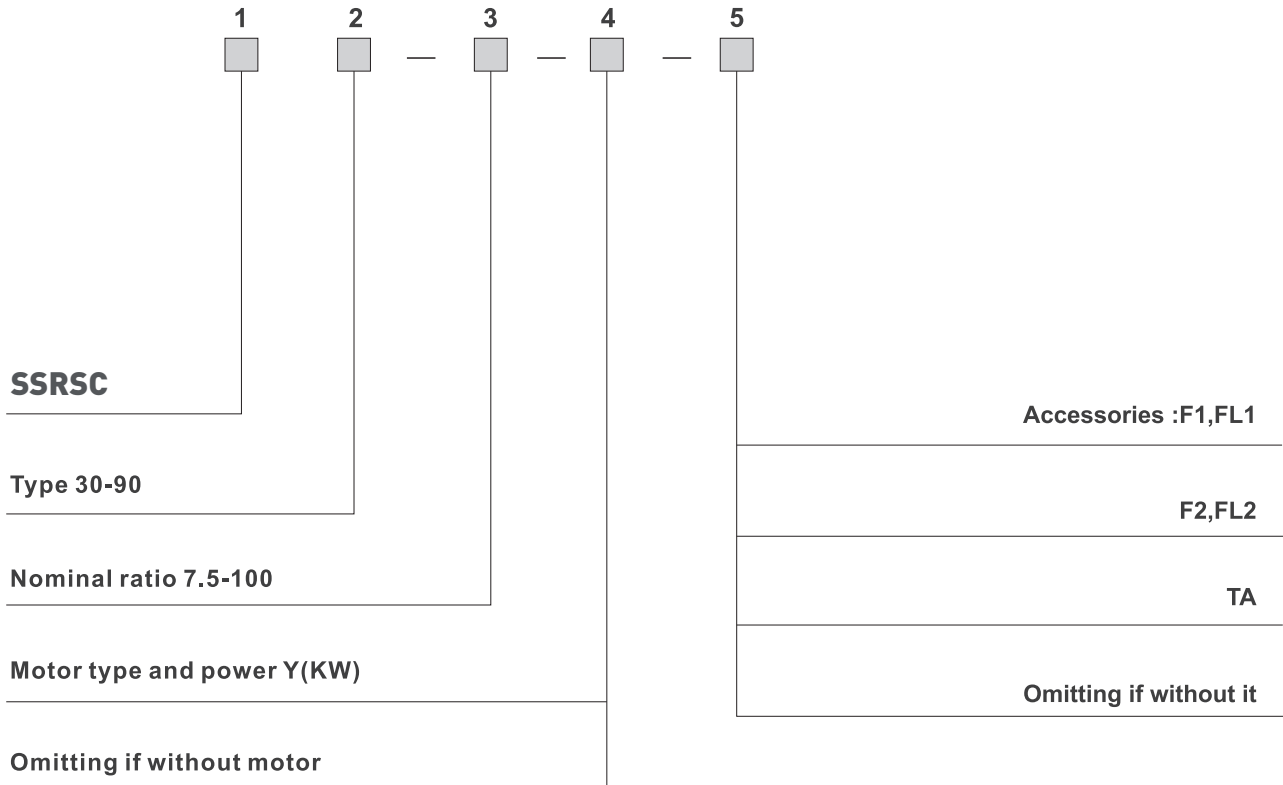 1 2 3 4 5
— — —
SSRSC
Accessories :F1,FL1
Type 30-90
F2,FL2
Nominal ratio 7.5-100
TA
Motor type and power Y(KW)
Omitting if without it
Omitting if without motor